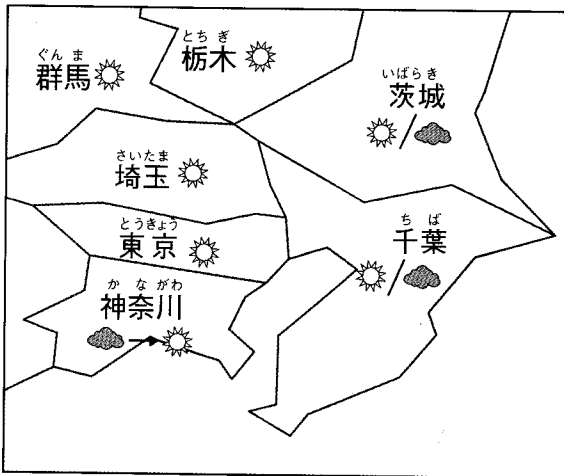 ぐんま
群馬
とちぎ
栃木
いばらき
茨城
さいたま
埼玉
とうきょう
東京
ちば
千葉
かながわ
神奈川